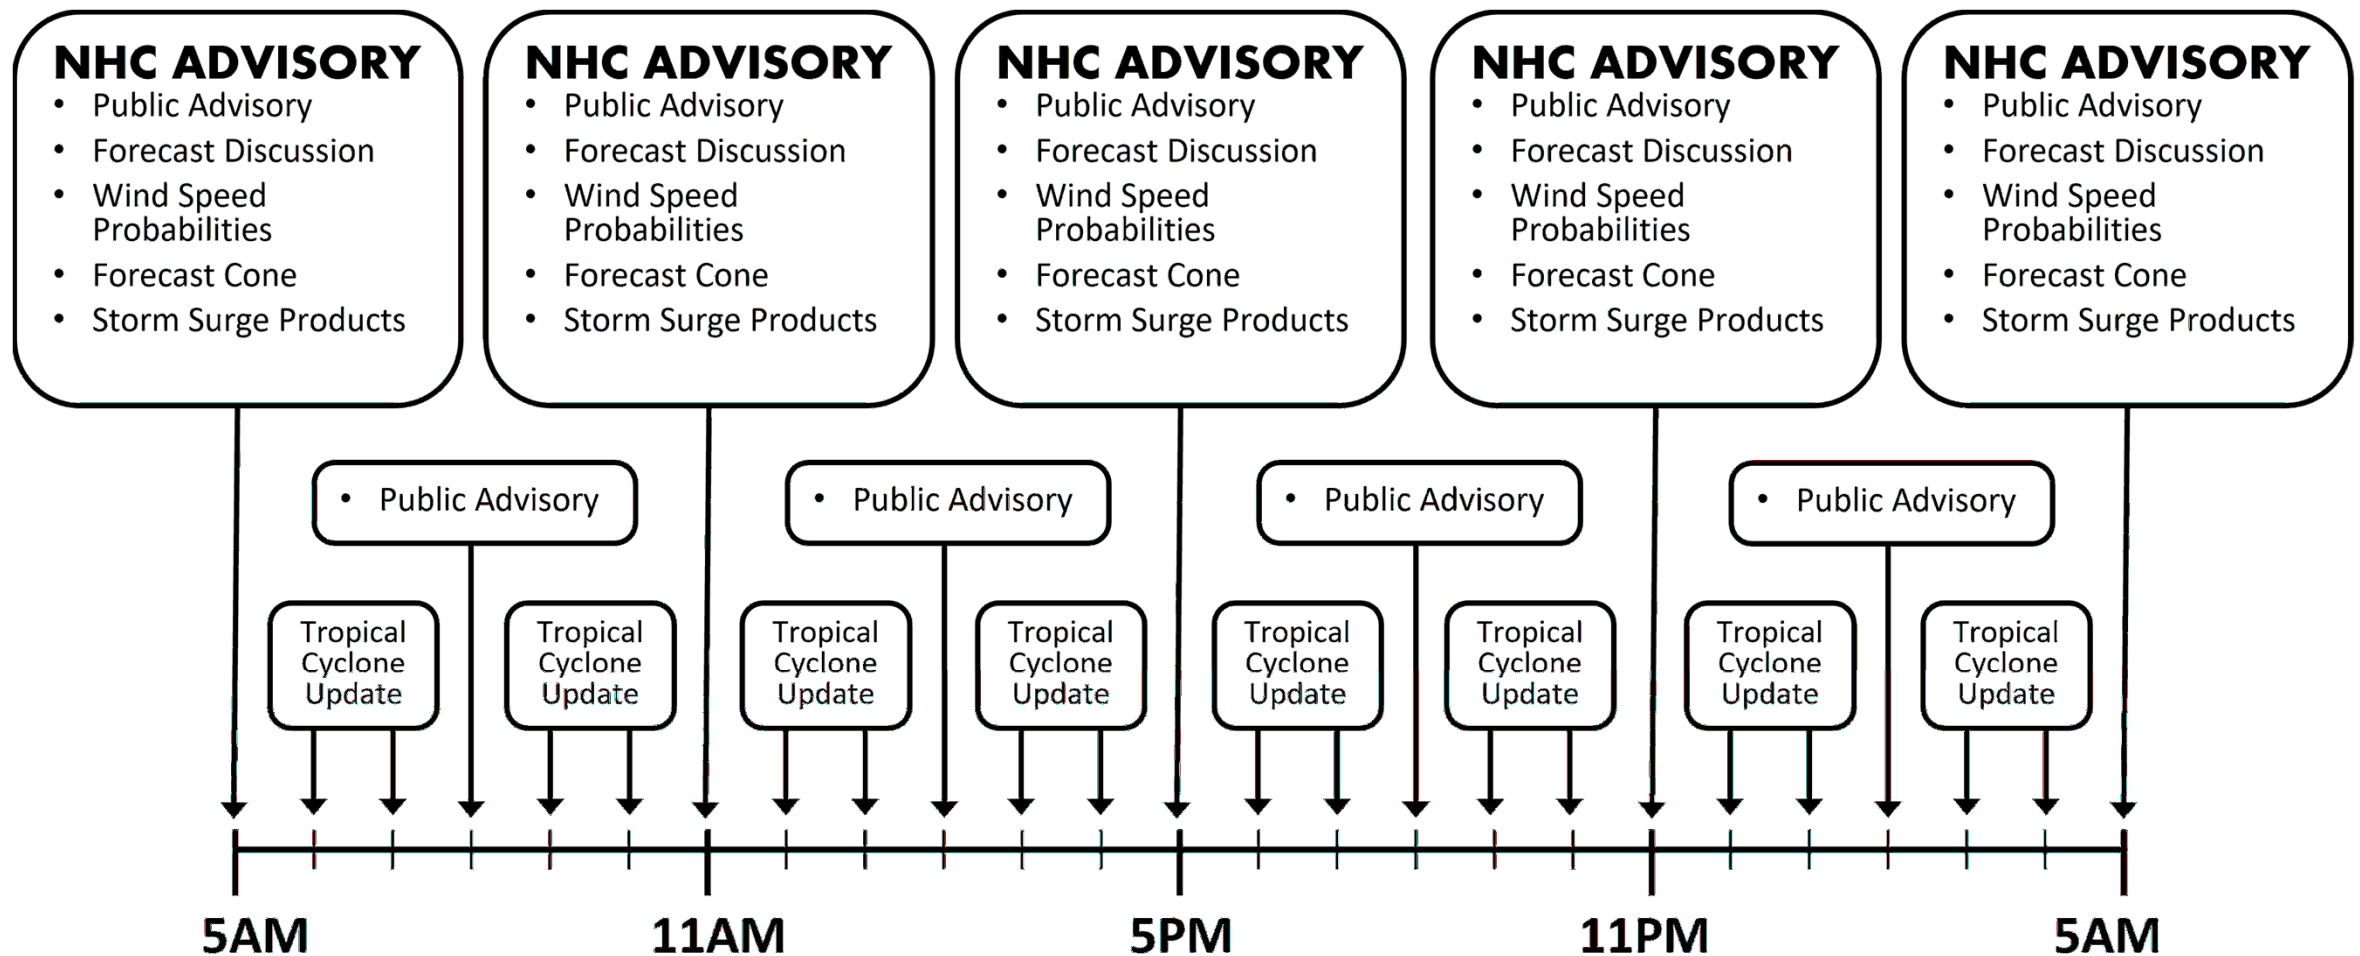 NHC ADVISORY
• Public Advisory
• Forecast Discussion
• Wind Speed
Probabilities
• Forecast Cone
• Storm Surge Products
NHC ADVISORY
• Public Advisory
• Forecast Discussion
• Wind Speed
Probabilities
• Forecast Cone
• Storm Surge Products
NHC ADVISORY
• Public Advisory
• Forecast Discussion
• Wind Speed
Probabilities
• Forecast Cone
• Storm Surge Products
NHC ADVISORY
• Public Advisory
• Forecast Discussion
• Wind Speed
Probabilities
• Forecast Cone
• Storm Surge Products
NHC ADVISORY
• Public Advisory
• Forecast Discussion
• Wind Speed
Probabilities
• Forecast Cone
• Storm Surge Products
• Public Advisory
• Public Advisory
• Public Advisory
• Public Advisory
Tropical
Cyclone
Update
Tropical
Cyclone
Update
Tropical
Cyclone
Update
Tropical
Cyclone
Update
Tropical
Cyclone
Update
Tropical
Cyclone
Update
Tropical
Cyclone
Update
Tropical
Cyclone
Update
5AM
11AM
5PM
11PM
5AM